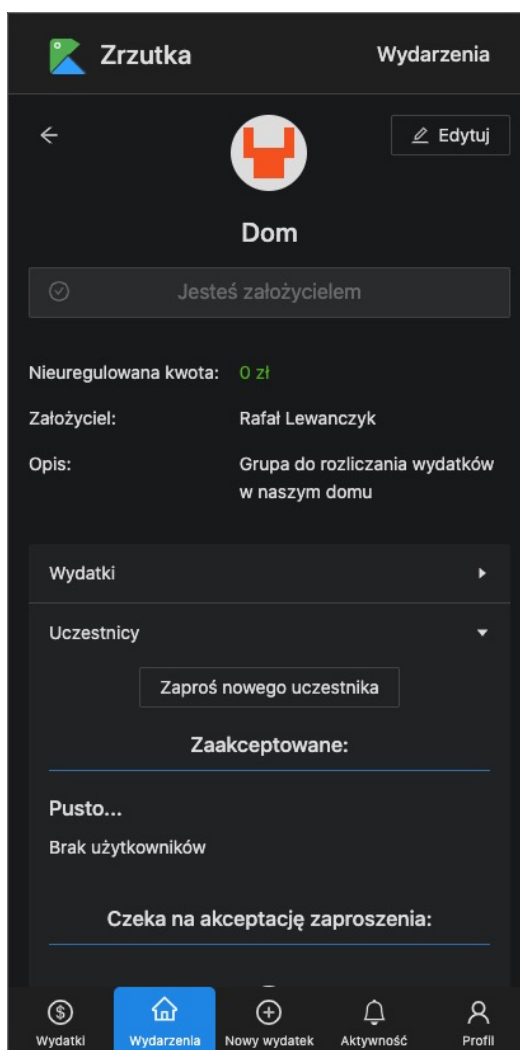 Zrzutka
Wydarzenia
Edytuj
Dom
Jesteś założycielem
Nieuregulowana kwota: 0 zł
Założyciel: Rafał Lewanczyk
Opis: Grupa do rozliczania wydatków
w naszym domu
Wydatki
Uczestnicy
Zaproś nowego uczestnika
Zaakceptowane:
Pusto...
Brak użytkowników
Czeka na akceptację zaproszenia:
Wydatki
Wydarzenia
Nowy wydatek
Aktywność
Profil